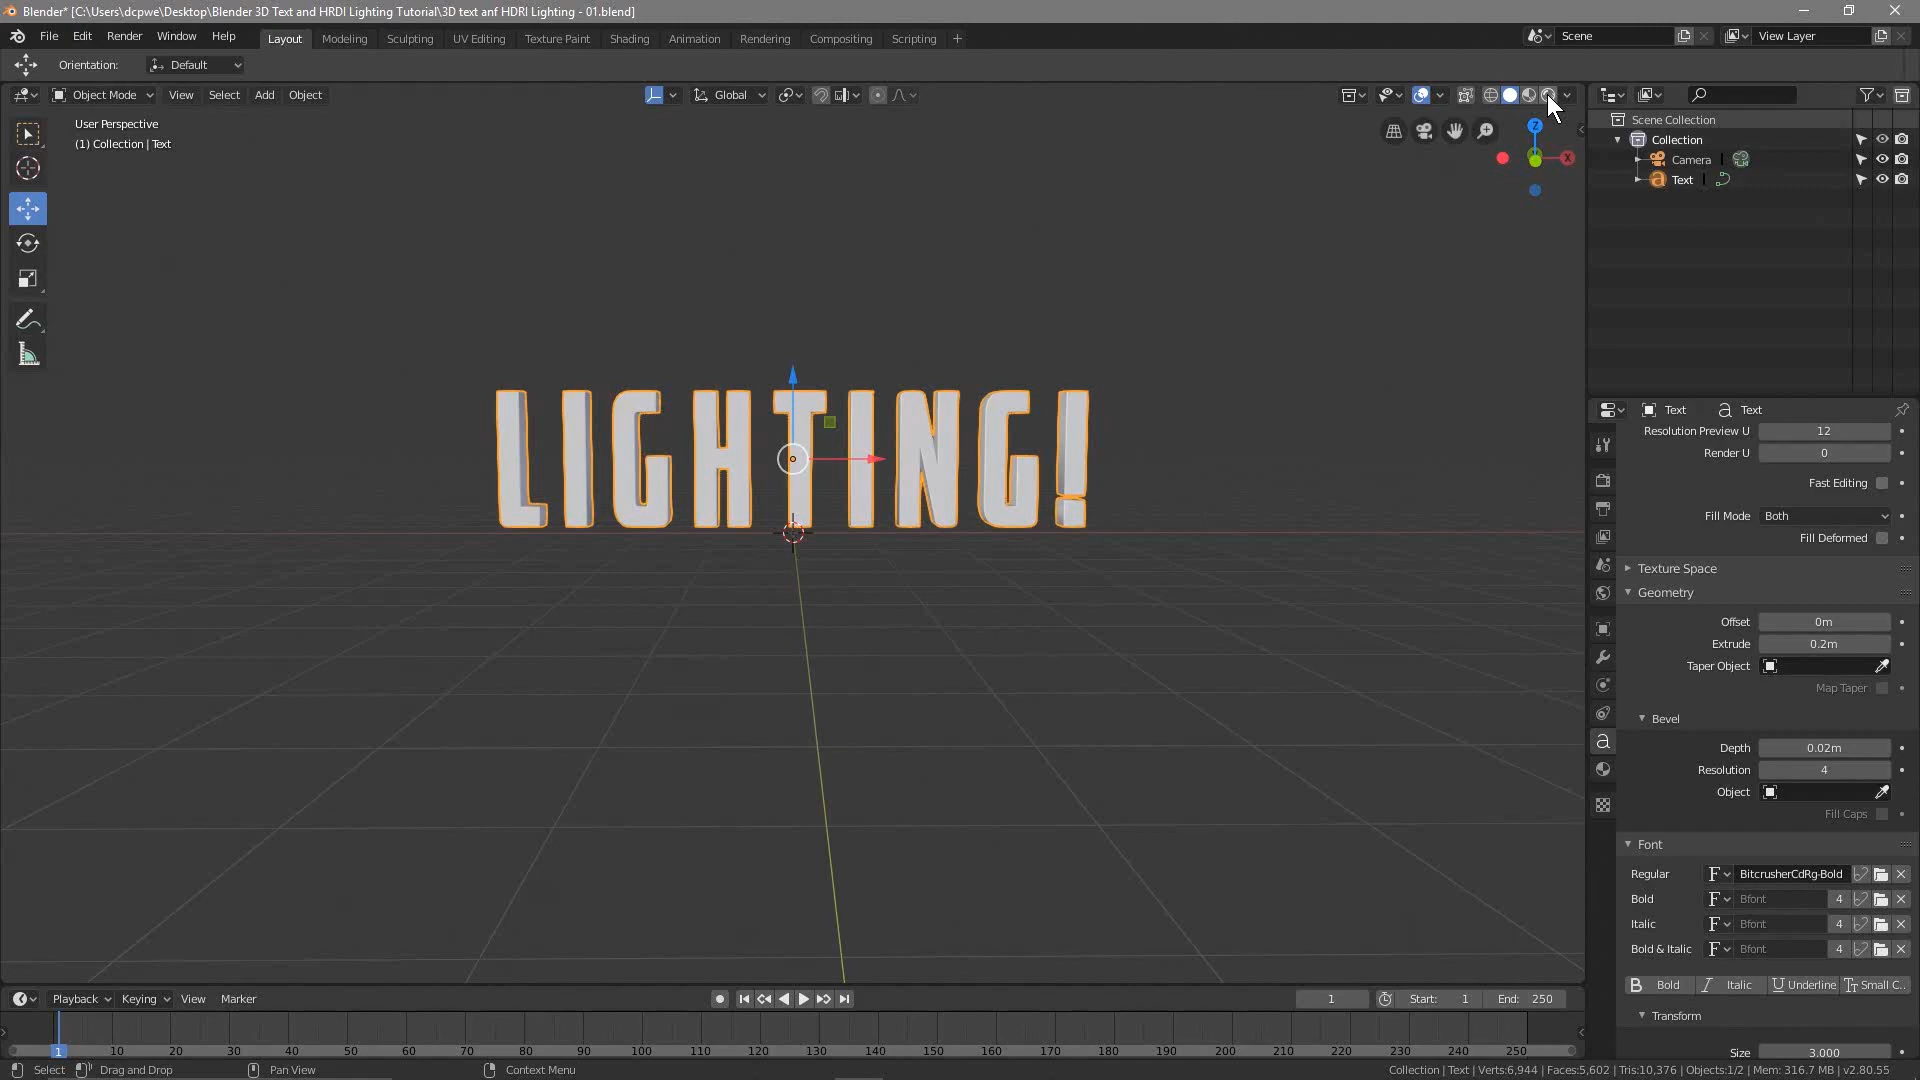 Blender* [C:\Users\dcpwe\Desktop\Blender 3D Text and HRDI Lighting Tutorial\3D text anf HDRI Lighting - 01.blend]
File Edit Render Window Help Layout Modeling Sculpting UV Editing Texture Paint Shading Animation Rendering Compositing Scripting + Scene View Layer
Orientation: Default
Object Mode View Select Add Object Global
User Perspective
(1) Collection | Text
Z
X
Scene Collection
Collection
Camera
Text
LIGHTING!
Text Text
Resolution Preview U 12
Render U 0
Fast Editing
Fill Mode Both
Fill Deformed
Texture Space
Geometry
Offset 0m
Extrude 0.2m
Taper Object
Map Taper
Bevel
Depth 0.02m
Resolution 4
Object
Fill Caps
Font
Regular F BitcrusherCdRg-Bold
Bold F Bfont 4
Italic F Bfont 4
Bold & Italic F Bfont 4
B Bold I Italic U Underline Tт Small C..
Transform
Size 3.000
Playback Keying View Marker 1 Start: 1 End: 250
1 10 20 30 40 50 60 70 80 90 100 110 120 130 140 150 160 170 180 190 200 210 220 230 240 250
Select Drag and Drop Pan View Context Menu Collection | Text | Verts:6,944 | Faces:5,602 | Tris:10,376 | Objects:1/2 | Mem: 316.7 MB | v2.80.55